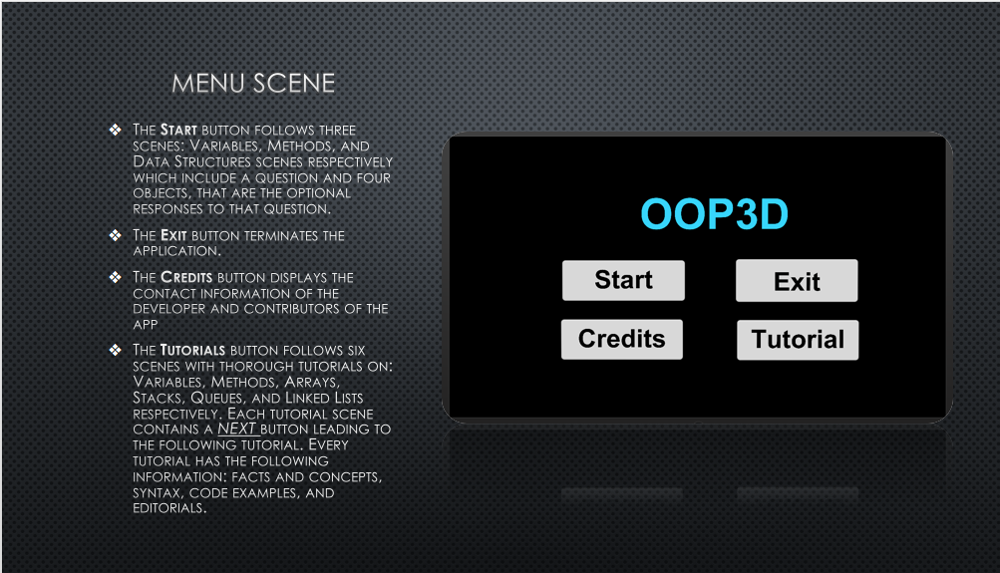 MENU SCENE
❖ THE START BUTTON FOLLOWS THREE
SCENES: VARIABLES, METHODS, AND
DATA STRUCTURES SCENES RESPECTIVELY
WHICH INCLUDE A QUESTION AND FOUR
OBJECTS, THAT ARE THE OPTIONAL
RESPONSES TO THAT QUESTION.
❖ THE EXIT BUTTON TERMINATES THE
APPLICATION.
❖ THE CREDITS BUTTON DISPLAYS THE
CONTACT INFORMATION OF THE
DEVELOPER AND CONTRIBUTORS OF THE
APP
❖ THE TUTORIALS BUTTON FOLLOWS SIX
SCENES WITH THOROUGH TUTORIALS ON:
VARIABLES, METHODS, ARRAYS,
STACKS, QUEUES, AND LINKED LISTS
RESPECTIVELY. EACH TUTORIAL SCENE
CONTAINS A NEXT BUTTON LEADING TO
THE FOLLOWING TUTORIAL. EVERY
TUTORIAL HAS THE FOLLOWING
INFORMATION: FACTS AND CONCEPTS,
SYNTAX, CODE EXAMPLES, AND
EDITORIALS.
OOP3D
Start
Exit
Credits
Tutorial